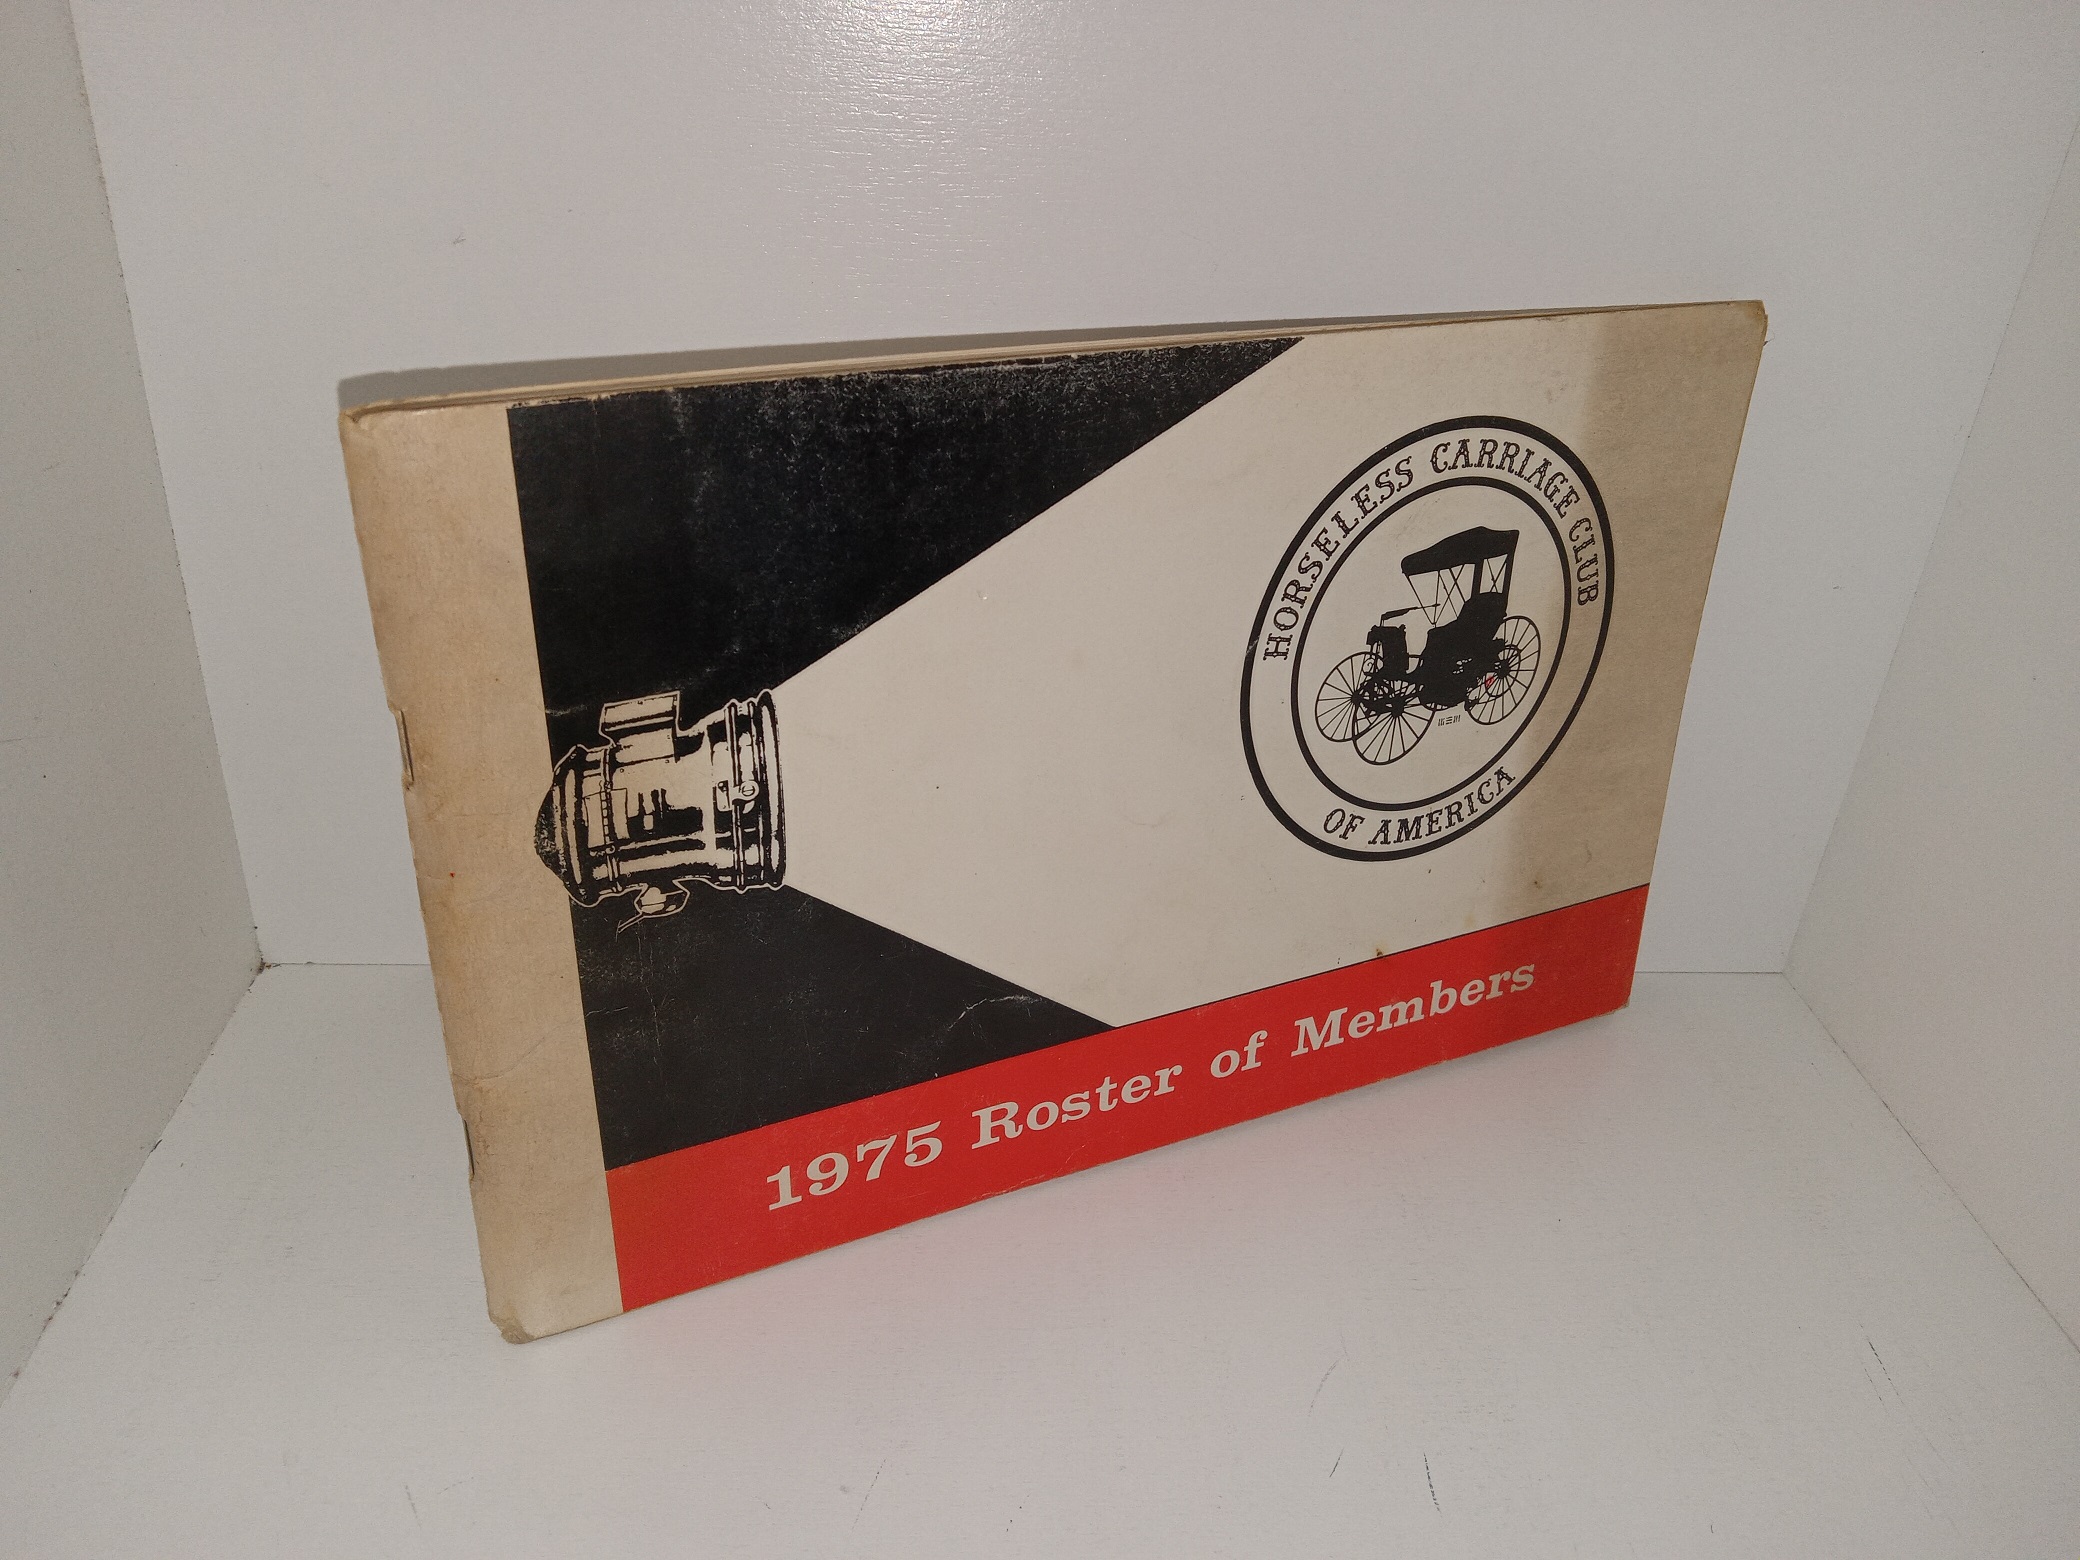 HORSELESS CARRIAGE CLUB
OF AMERICA
1975 Roster of Members